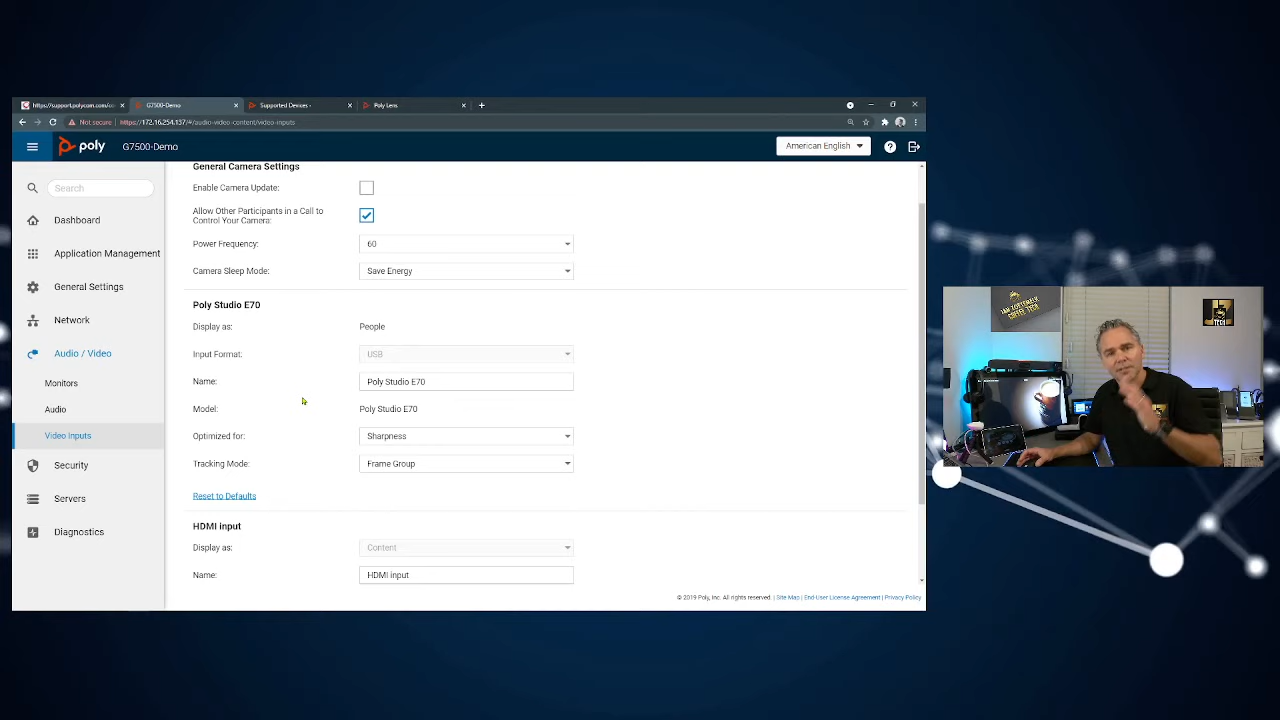 https://support.polycom.com/co
G7500-Demo
Supported Devices -
Poly Lens
Not secure
https://172.16.254.137/#/audio-video-content/video-inputs
poly
G7500-Demo
American English
Search
Dashboard
Application Management
General Settings
Network
Audio / Video
Monitors
Audio
Video Inputs
Security
Servers
Diagnostics
General Camera Settings
Enable Camera Update:
Allow Other Participants in a Call to
Control Your Camera:
Power Frequency:
60
Camera Sleep Mode:
Save Energy
Poly Studio E70
Display as:
People
Input Format:
USB
Name:
Poly Studio E70
Model:
Poly Studio E70
Optimized for:
Sharpness
Tracking Mode:
Frame Group
Reset to Defaults
HDMI input
Display as:
Content
Name:
HDMI input
© 2019 Poly, Inc. All rights reserved. | Site Map | End-User License Agreement | Privacy Policy
COFFEE TECH
TECH